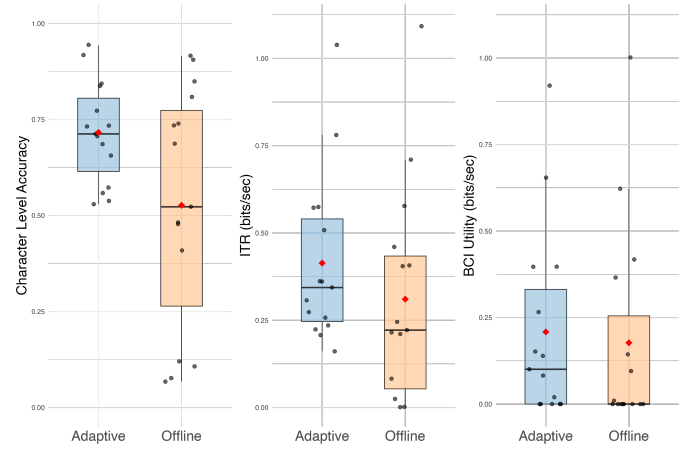 Character Level Accuracy
1.00
0.75
0.50
0.25
0.00
Adaptive
Offline
ITR (bits/sec)
1.00
0.75
0.50
0.25
0.00
Adaptive
Offline
BCI Utility (bits/sec)
1.00
0.75
0.50
0.25
0.00
Adaptive
Offline